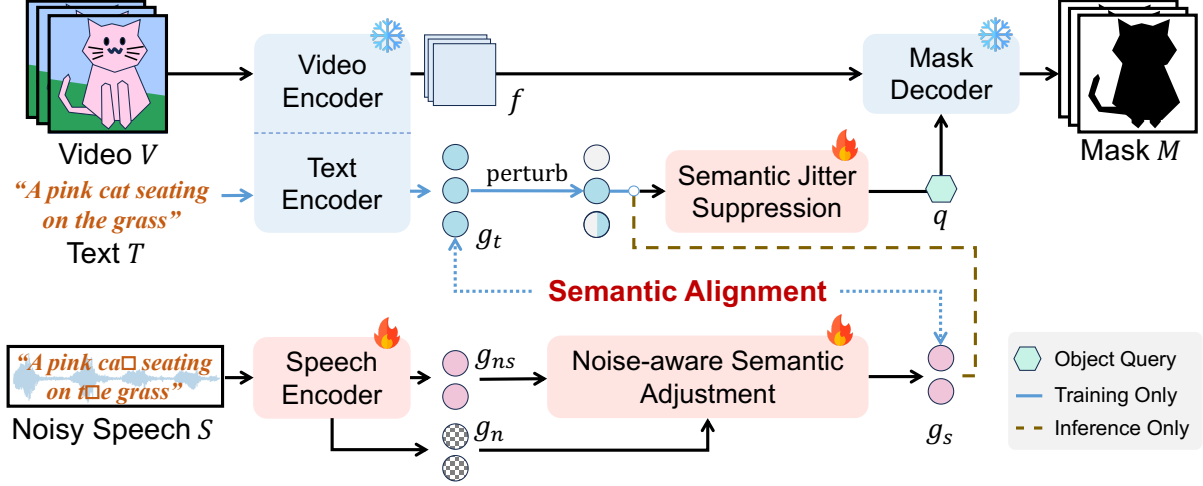 Video V
Video
Encoder
f
Mask
Decoder
Mask M
"A pink cat seating
on the grass"
Text T
Text
Encoder
g_t
perturb
Semantic Jitter
Suppression
q
Semantic Alignment
"A pink ca□ seating
on t□e grass"
Noisy Speech S
Speech
Encoder
g_ns
g_n
Noise-aware Semantic
Adjustment
g_s
Object Query
Training Only
Inference Only